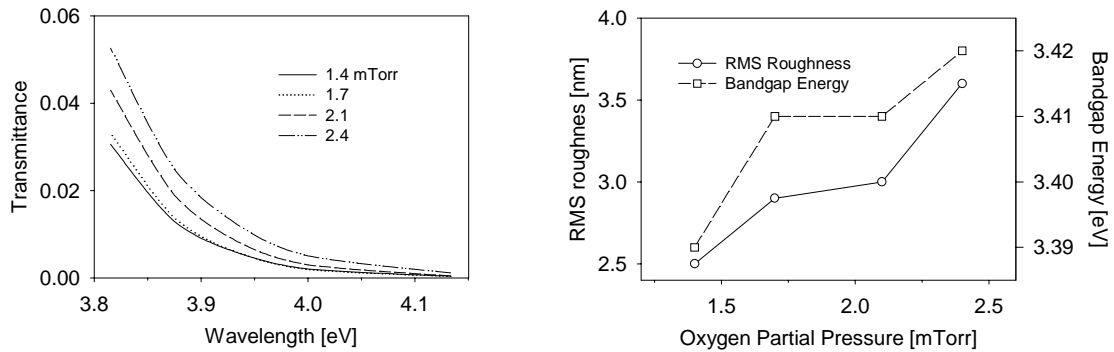 0.06
0.04
0.02
0.00
Transmittance
1.4 mTorr
1.7
2.1
2.4
3.8
3.9
4.0
4.1
Wavelength [eV]
4.0
3.5
3.0
2.5
RMS roughnes [nm]
RMS Roughness
Bandgap Energy
3.42
3.41
3.40
3.39
Bandgap Energy [eV]
1.5
2.0
2.5
Oxygen Partial Pressure [mTorr]